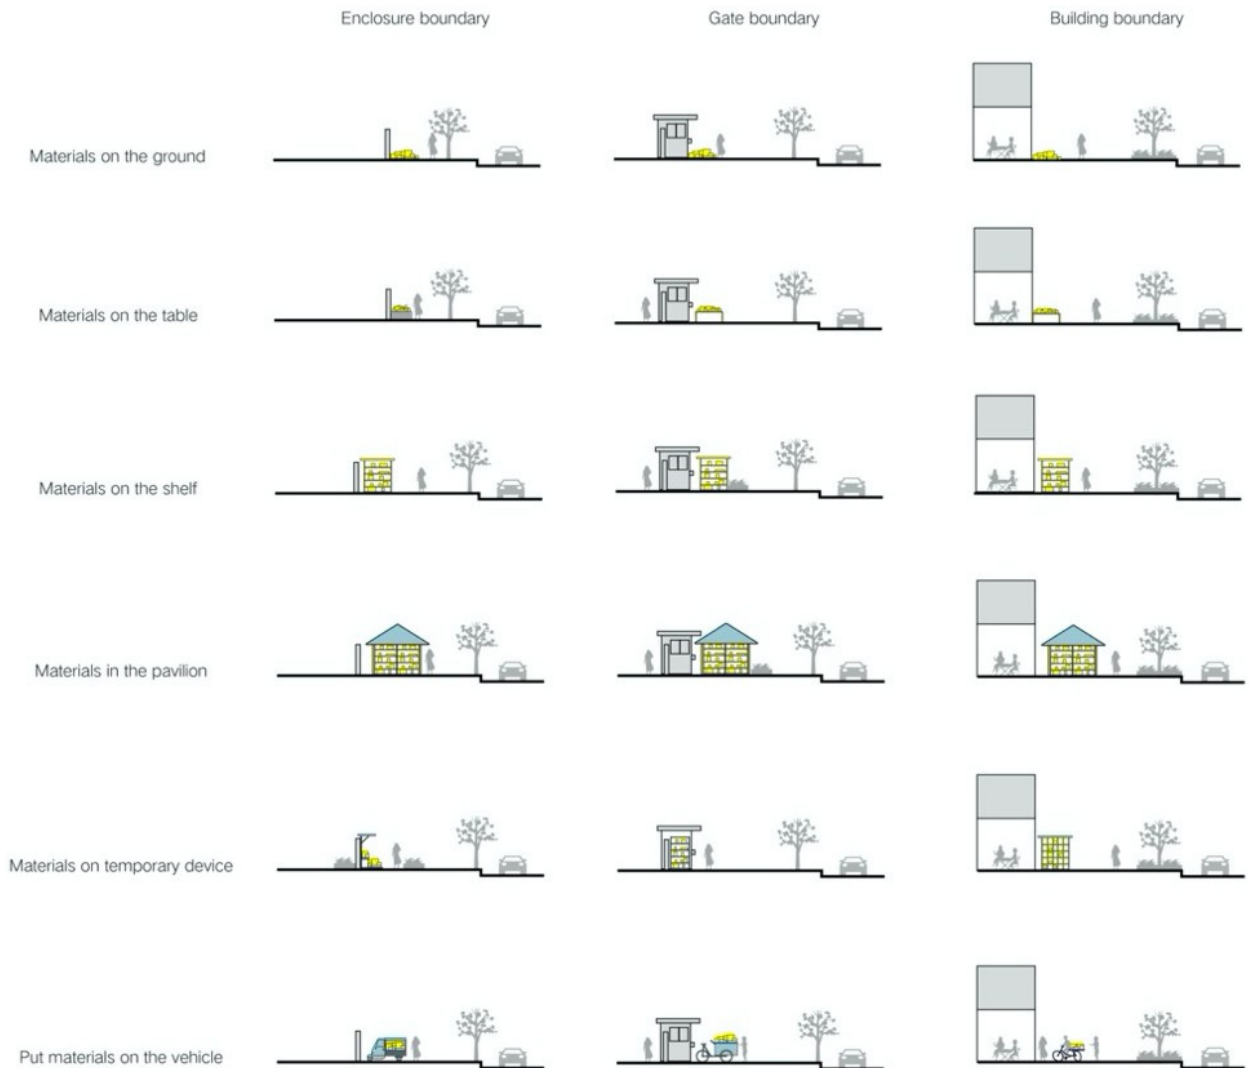 Enclosure boundary
Gate boundary
Building boundary
Materials on the ground
Materials on the table
Materials on the shelf
Materials in the pavilion
Materials on temporary device
Put materials on the vehicle